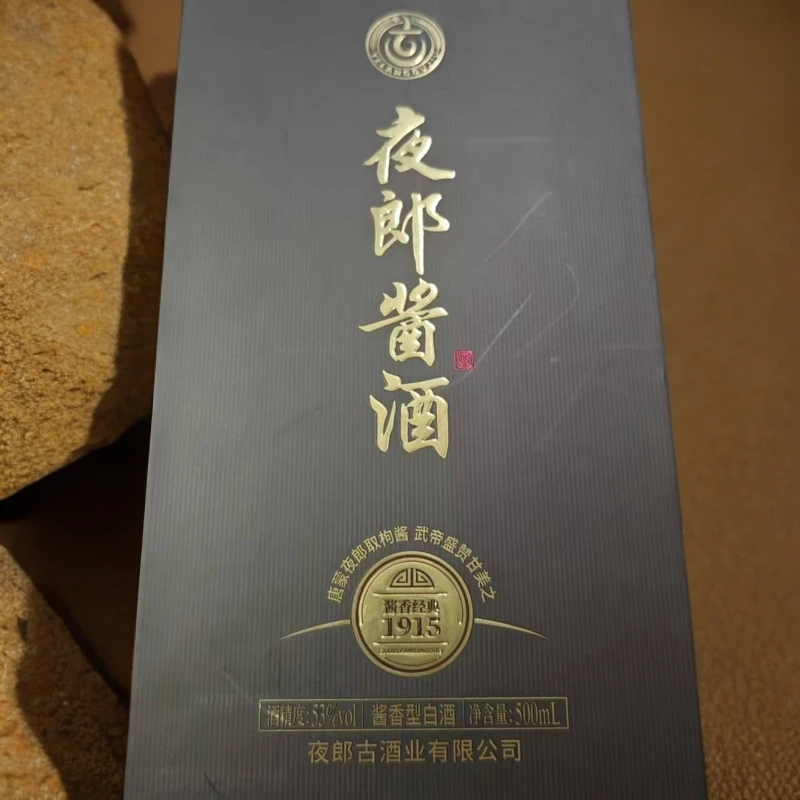 夜郎酱酒
唐蒙夜郎取枸酱 武帝盛赞甘美之
酱香经典
1915
JIANGXIANGJINGDIAN
酒精度:53%vol 酱香型白酒 净含量:500mL
夜郎古酒业有限公司